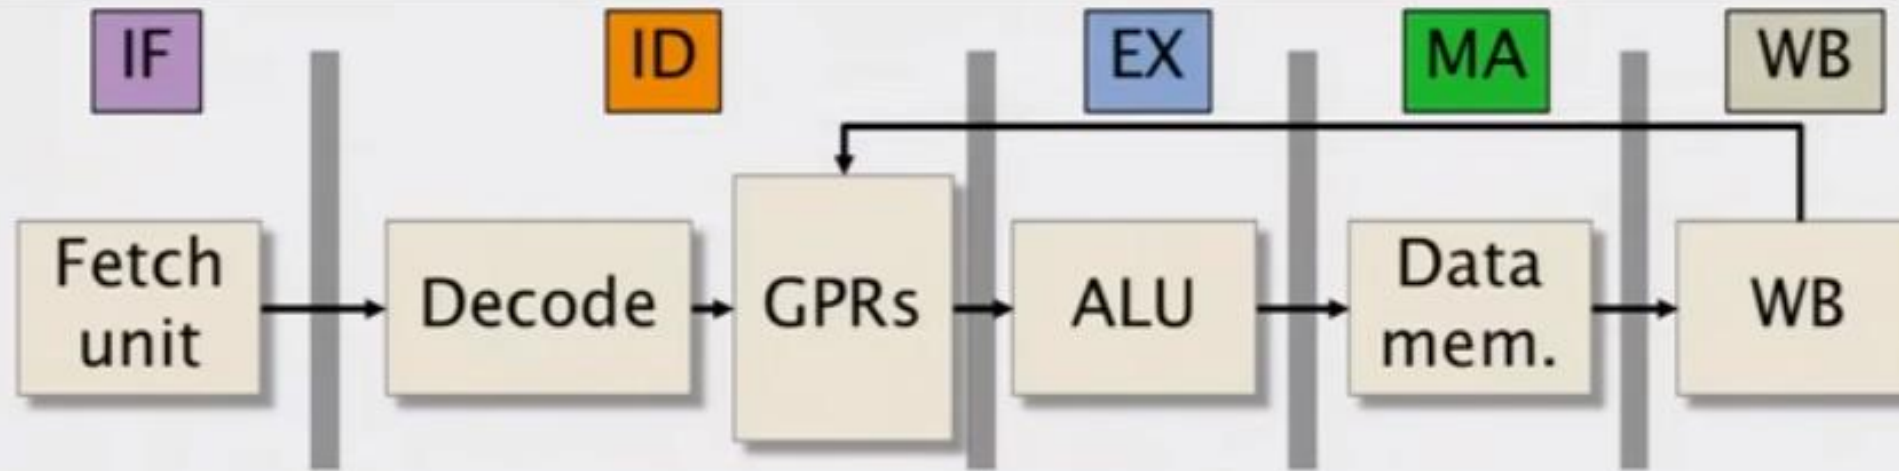 IF
ID
EX
MA
WB
Fetch
unit
Decode
GPRs
ALU
Data
mem.
WB